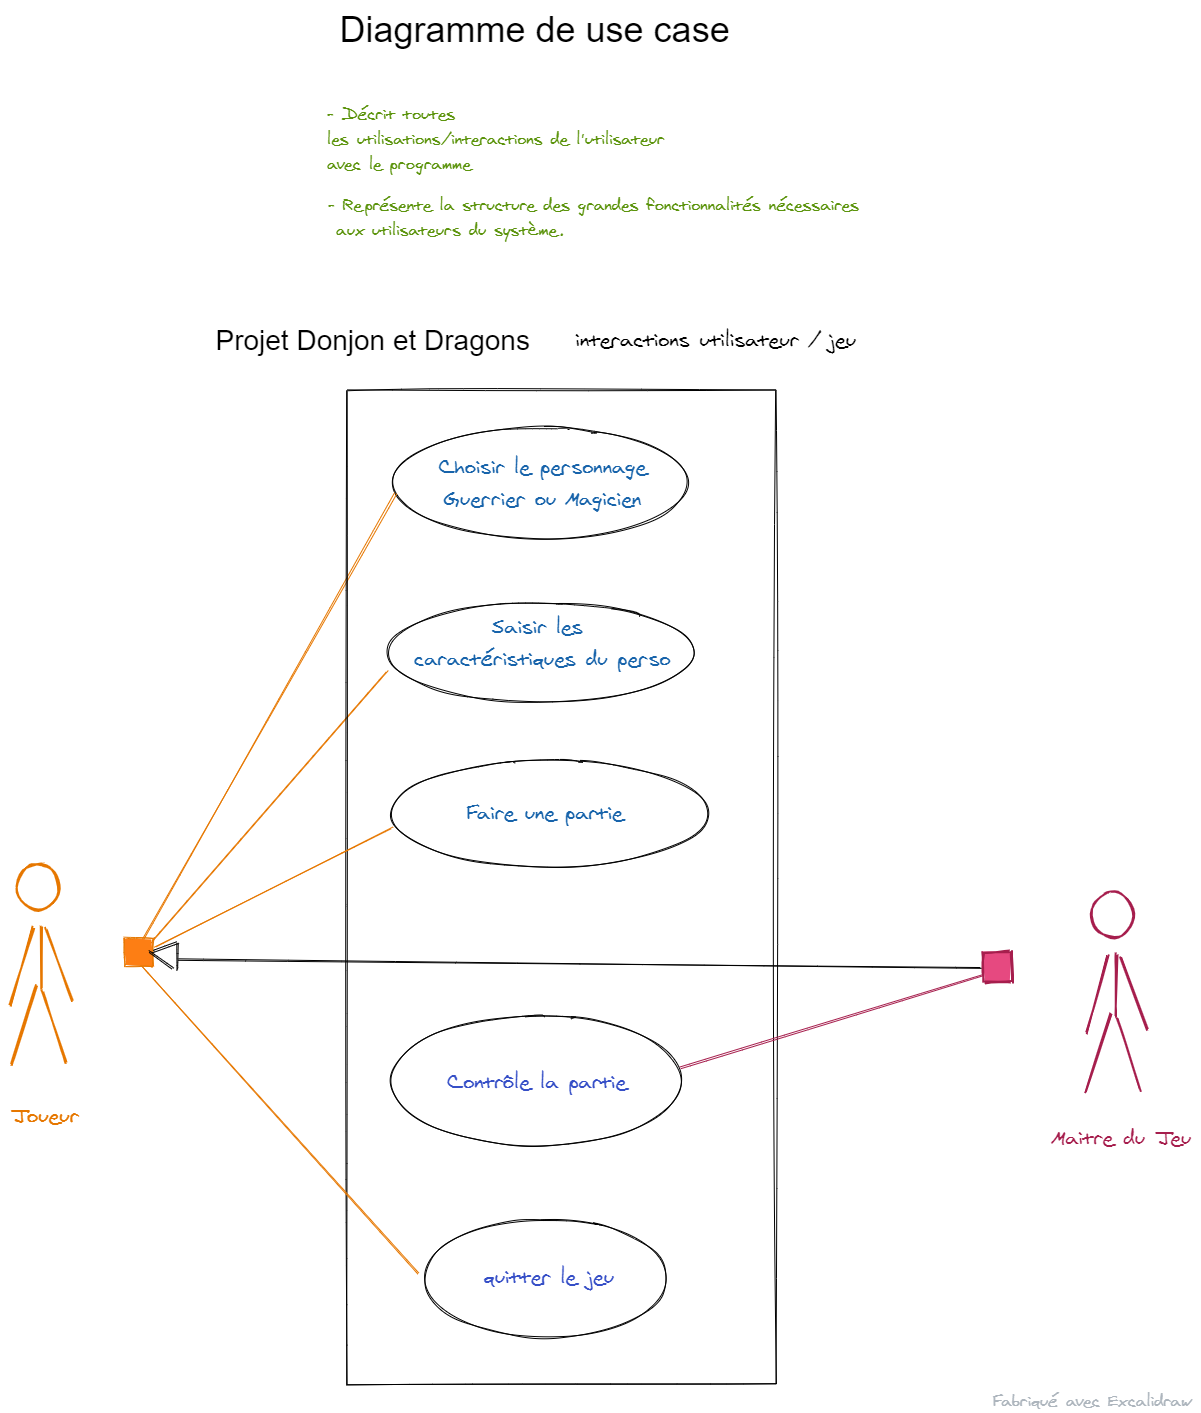 Diagramme de use case
- Décrit toutes
les utilisations/interactions de l'utilisateur
avec le programme
- Représente la structure des grandes fonctionnalités nécessaires
aux utilisateurs du système.
Projet Donjon et Dragons
interactions utilisateur / jeu
Choisir le personnage
Guerrier ou Magicien
Saisir les
caractéristiques du perso
Faire une partie
Contrôle la partie
quitter le jeu
Joueur
Maitre du Jeu
Fabriqué avec Excalidraw